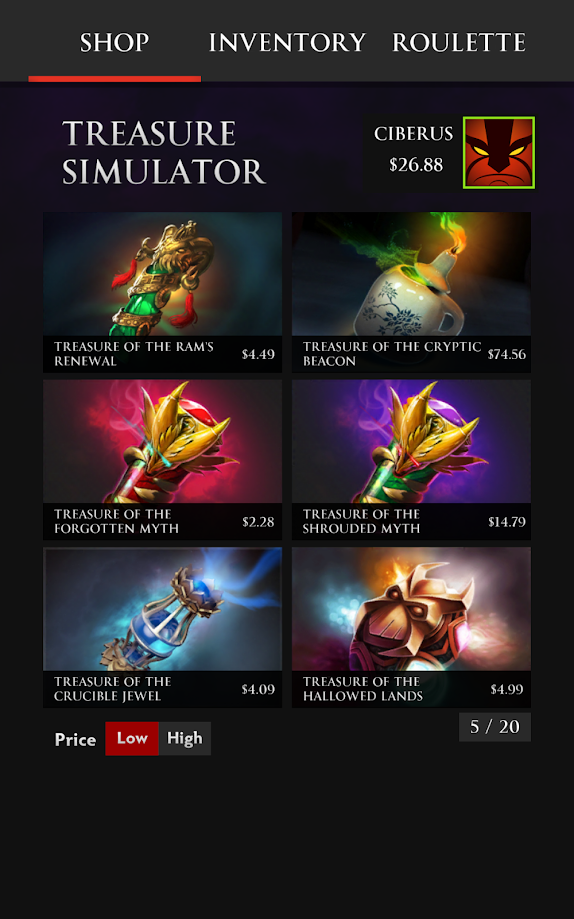 SHOP
INVENTORY
ROULETTE
TREASURE
SIMULATOR
CIBERUS
$26.88
TREASURE OF THE RAM'S
RENEWAL
$4.49
TREASURE OF THE CRYPTIC
BEACON
$74.56
TREASURE OF THE
FORGOTTEN MYTH
$2.28
TREASURE OF THE
SHROUDED MYTH
$14.79
TREASURE OF THE
CRUCIBLE JEWEL
$4.09
TREASURE OF THE
HALLOWED LANDS
$4.99
Price
Low
High
5 / 20